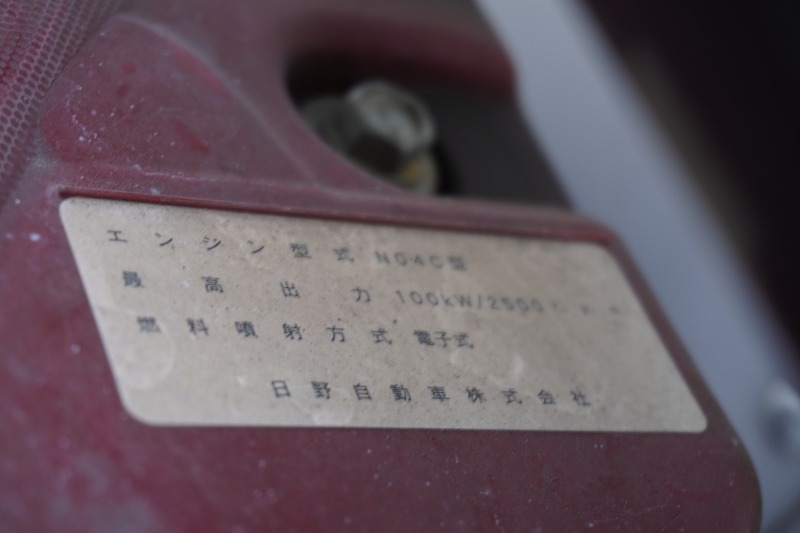 エンジン型式 N04C型
最高出力 100kW/2500r.p.m
燃料噴射方式 電子式
日野自動車株式会社